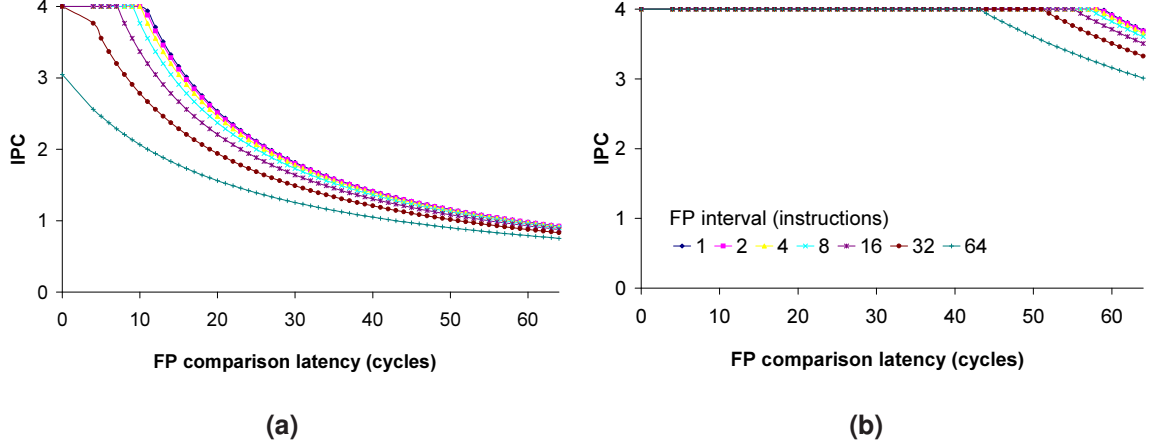 4
3
2
1
0
IPC
0 10 20 30 40 50 60
FP comparison latency (cycles)
(a)
4
3
2
1
0
IPC
FP interval (instructions)
1 2 4 8 16 32 64
0 10 20 30 40 50 60
FP comparison latency (cycles)
(b)